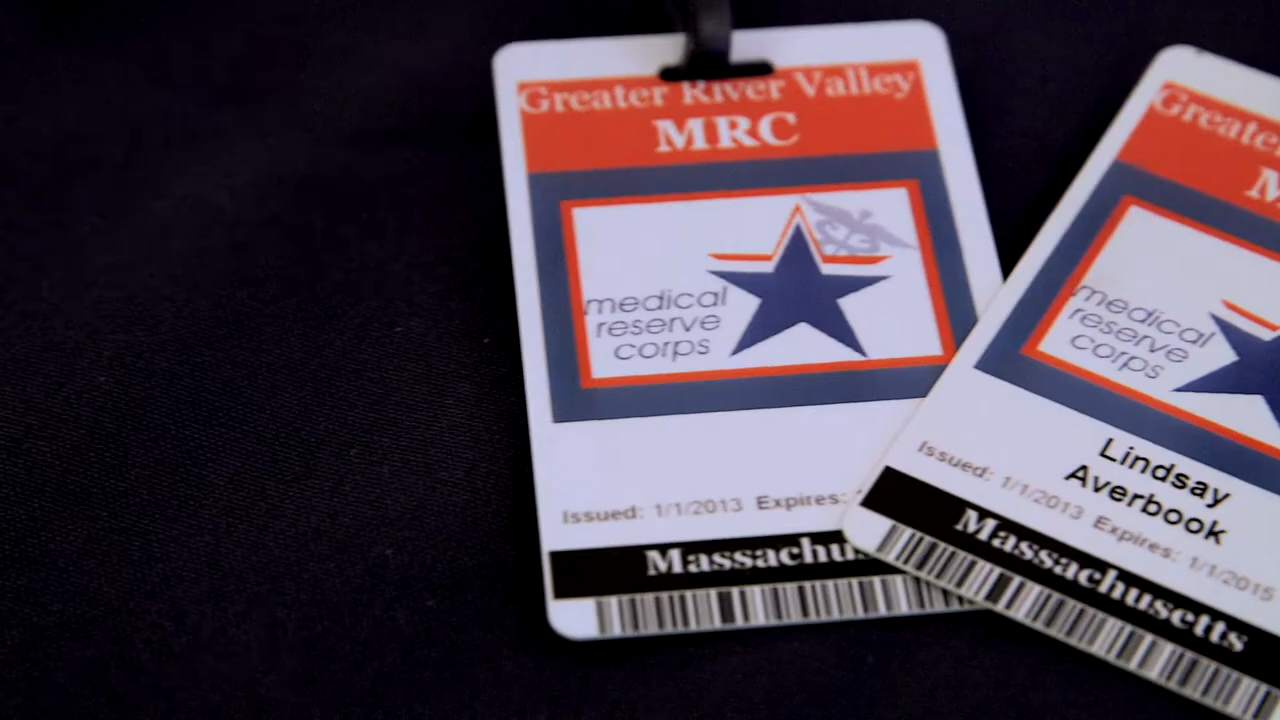 Greater River Valley
MRC
medical
reserve
corps
Issued: 1/1/2013 Expires:
Massachus
Greater
medical
reserve
corps
Lindsay
Averbook
Issued: 1/1/2013 Expires: 1/1/2015
Massachusetts